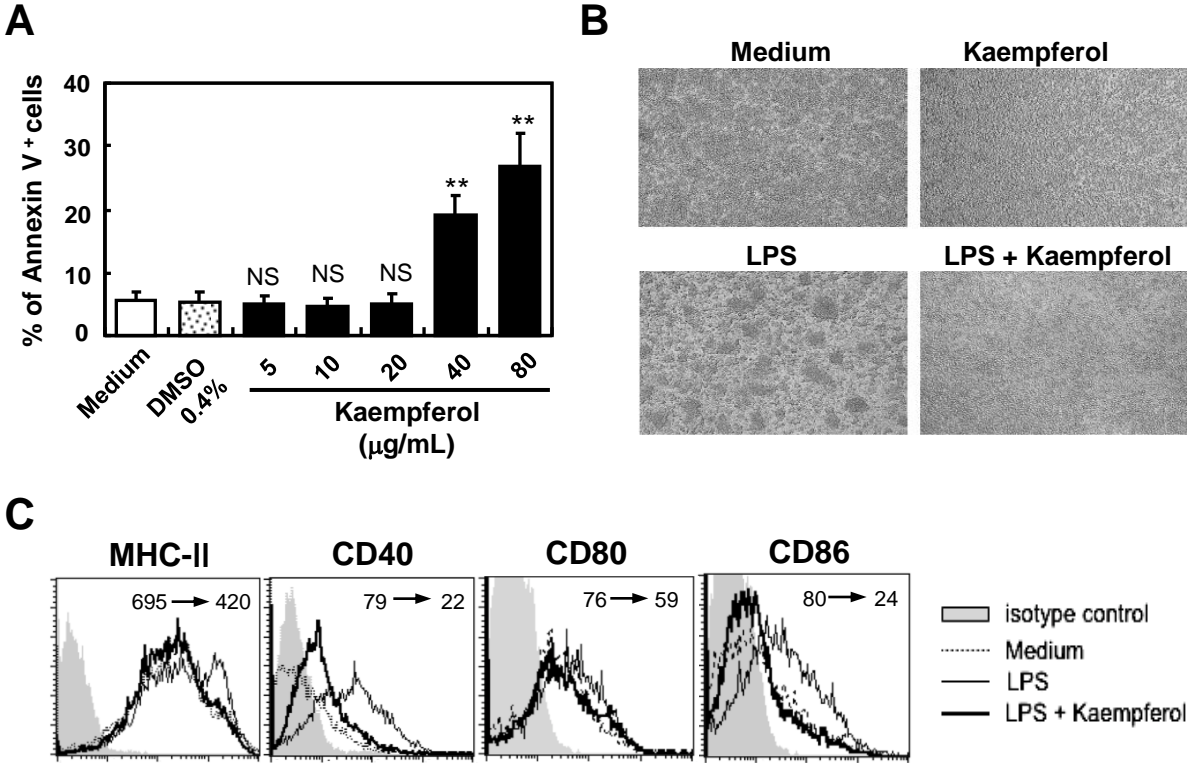 A
% of Annexin V⁺ cells
40
30
20
10
0
NS
NS
NS
**
**
Medium
DMSO
0.4%
5
10
20
40
80
Kaempferol
(μg/mL)
B
Medium
Kaempferol
LPS
LPS + Kaempferol
C
MHC-II
695 → 420
CD40
79 → 22
CD80
76 → 59
CD86
80 → 24
isotype control
Medium
LPS
LPS + Kaempferol